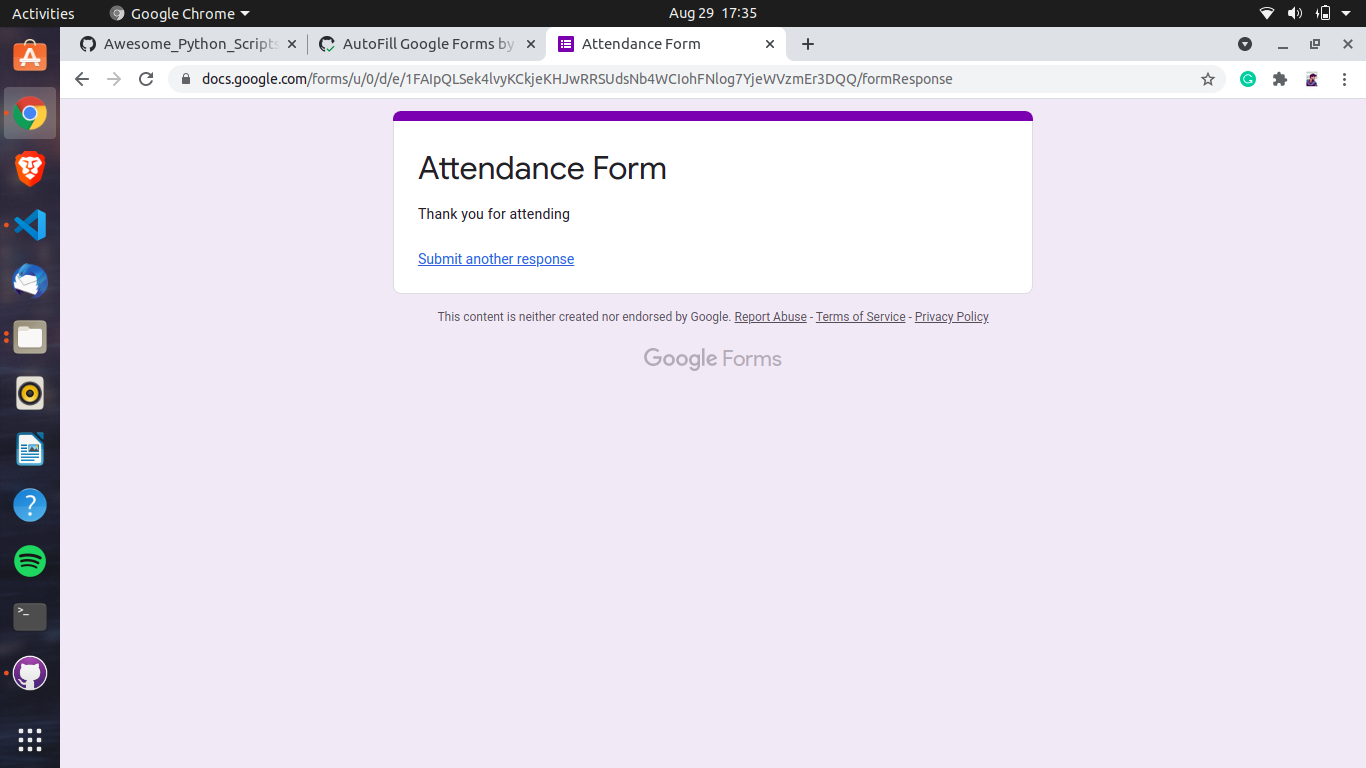 Activities
Google Chrome
Aug 29 17:35
Awesome_Python_Scripts
AutoFill Google Forms by
Attendance Form
docs.google.com/forms/u/0/d/e/1FAIpQLSek4lvyKCkjeKHJwRRSUdsNb4WCIohFNlog7YjeWVzmEr3DQQ/formResponse
Attendance Form
Thank you for attending
Submit another response
This content is neither created nor endorsed by Google. Report Abuse - Terms of Service - Privacy Policy
Google Forms